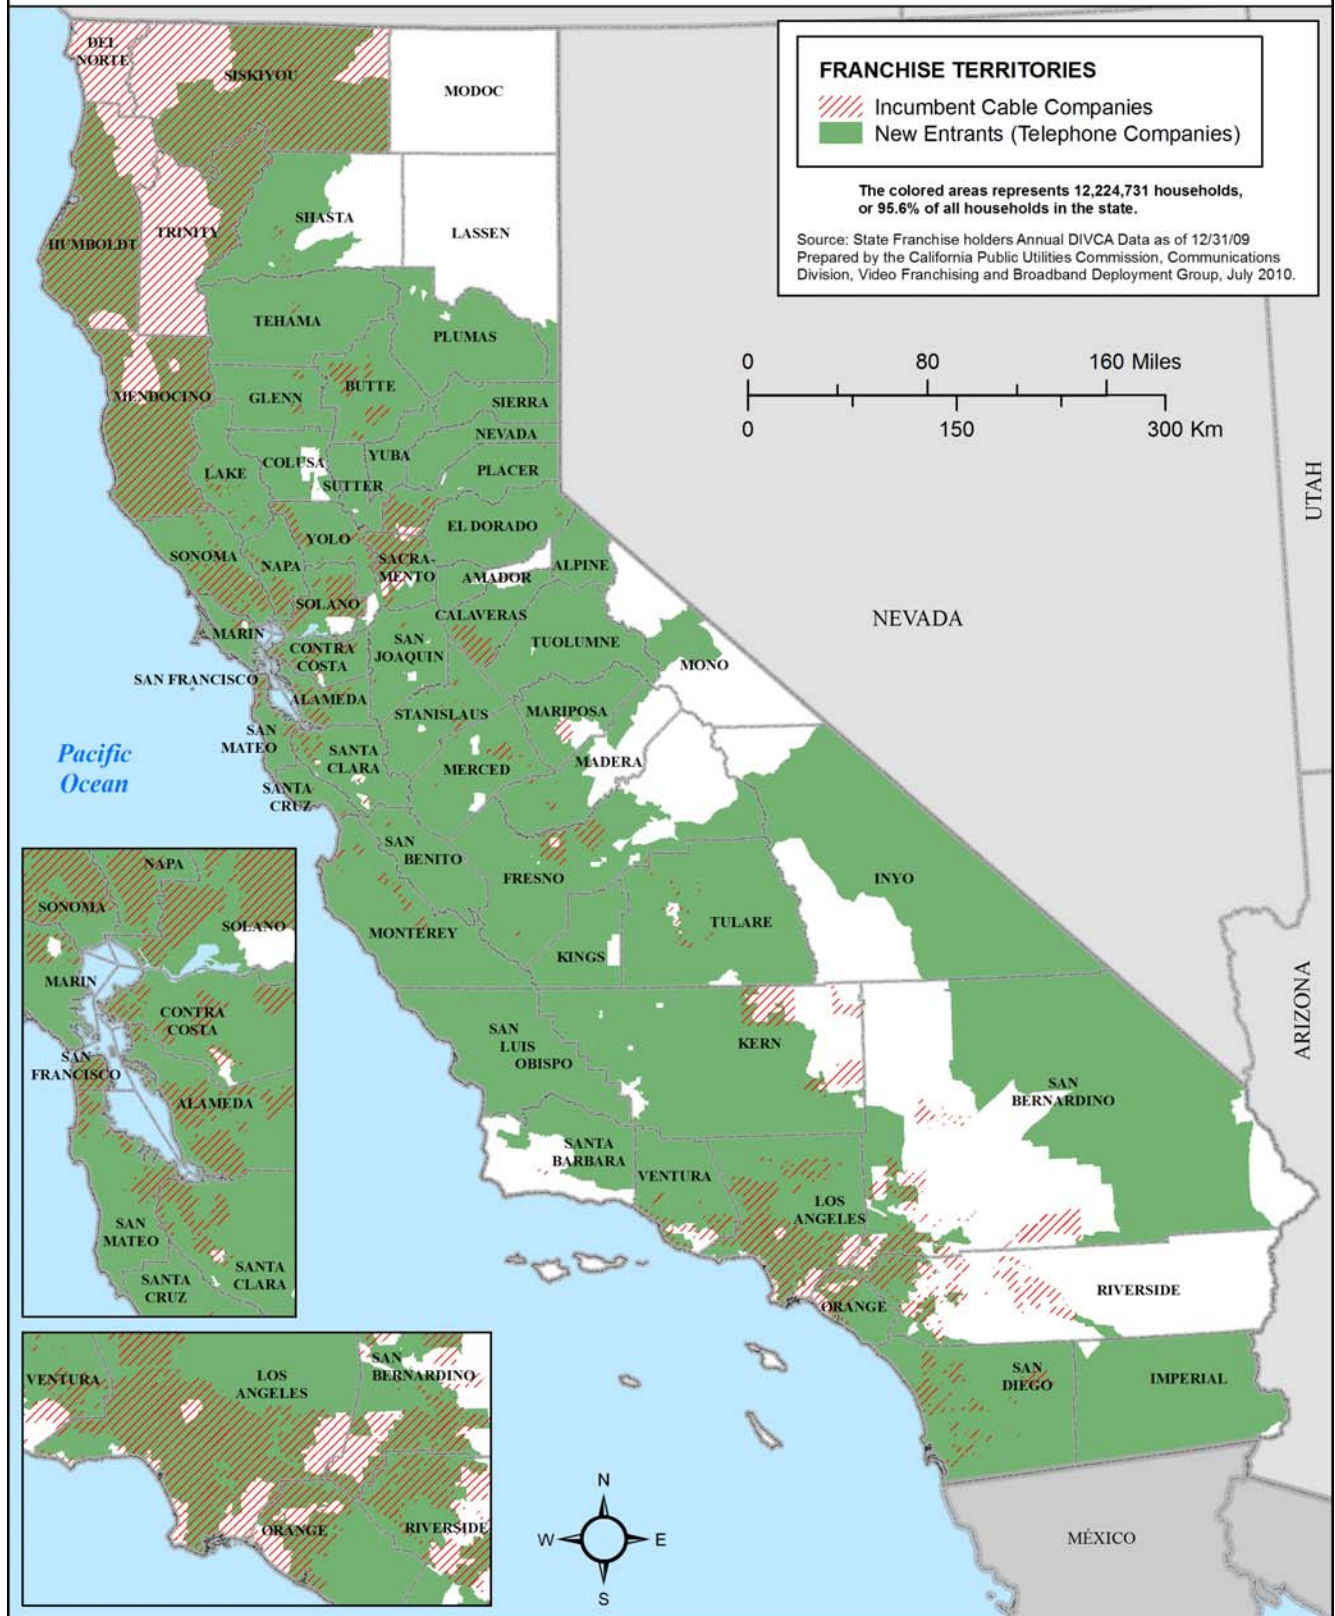 FRANCHISE TERRITORIES
Incumbent Cable Companies
New Entrants (Telephone Companies)
The colored areas represents 12,224,731 households,
or 95.6% of all households in the state.
Source: State Franchise holders Annual DIVCA Data as of 12/31/09
Prepared by the California Public Utilities Commission, Communications
Division, Video Franchising and Broadband Deployment Group, July 2010.
0 80 160 Miles
0 150 300 Km
DEL
NORTE
SISKIYOU
MODOC
HUMBOLDT
TRINITY
SHASTA
LASSEN
TEHAMA
PLUMAS
MENDOCINO
GLENN
BUTTE
SIERRA
NEVADA
LAKE
COLUSA
YUBA
PLACER
SUTTER
SONOMA
NAPA
YOLO
EL DORADO
SACRA-
MENTO
AMADOR
ALPINE
SOLANO
CALAVERAS
MARIN
CONTRA
COSTA
SAN
JOAQUIN
TUOLUMNE
MONO
SAN FRANCISCO
ALAMEDA
STANISLAUS
MARIPOSA
SAN
MATEO
SANTA
CLARA
MERCED
MADERA
SANTA
CRUZ
SAN
BENITO
FRESNO
INYO
MONTEREY
KINGS
TULARE
SAN
LUIS
OBISPO
KERN
SAN
BERNARDINO
SANTA
BARBARA
VENTURA
LOS
ANGELES
ORANGE
RIVERSIDE
SAN
DIEGO
IMPERIAL
NEVADA
UTAH
ARIZONA
MÉXICO
Pacific
Ocean
NAPA
SONOMA
SOLANO
MARIN
CONTRA
COSTA
SAN
FRANCISCO
ALAMEDA
SAN
MATEO
SANTA
CLARA
SANTA
CRUZ
VENTURA
LOS
ANGELES
SAN
BERNARDINO
ORANGE
RIVERSIDE
N
W E
S